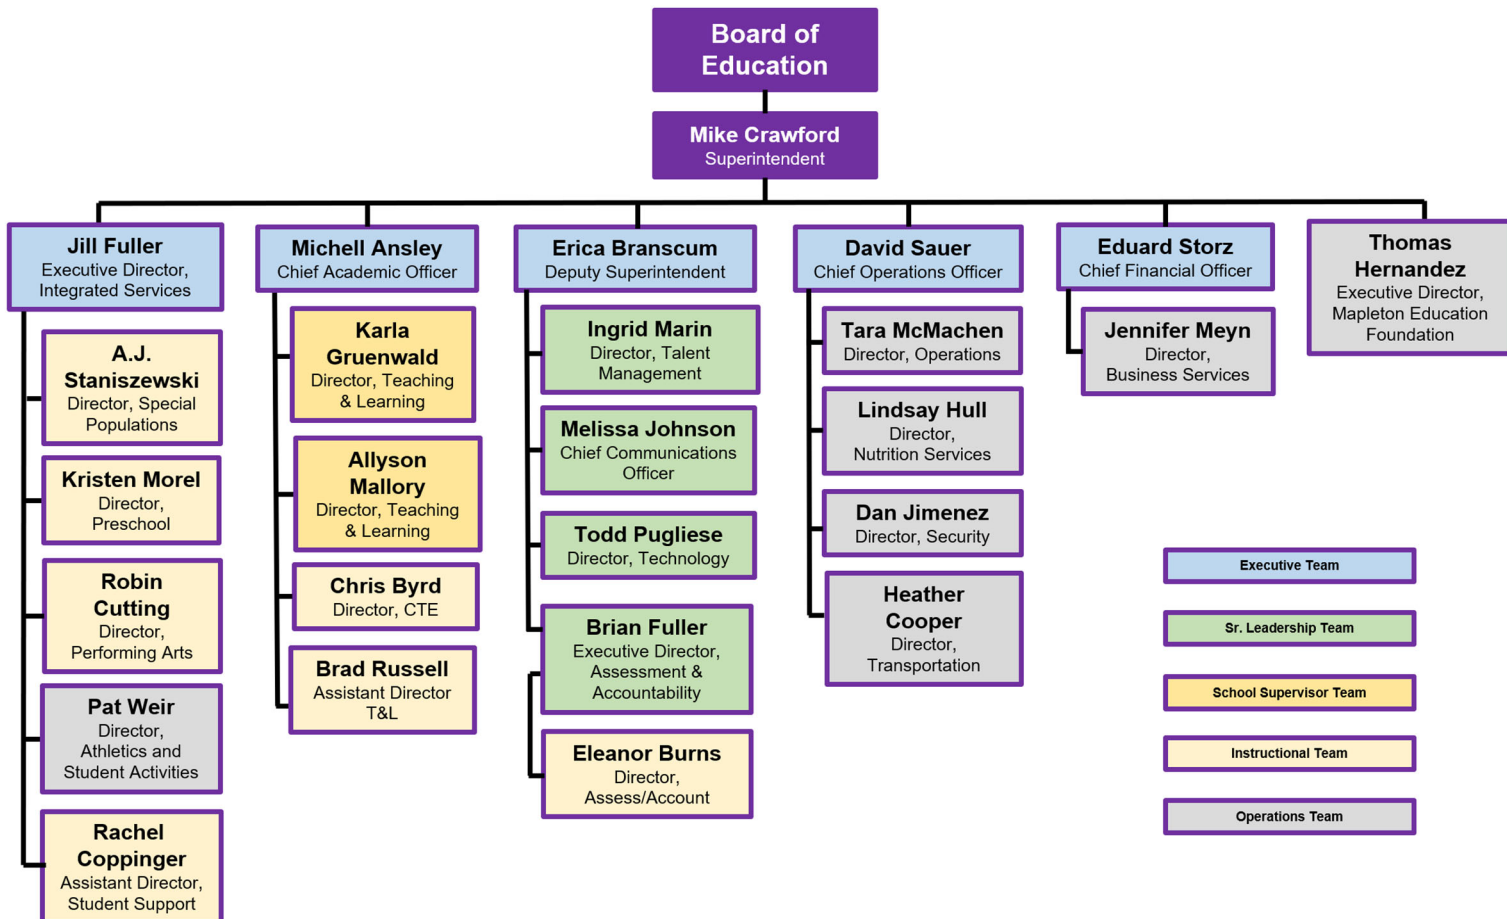 Board of
Education
Mike Crawford
Superintendent
Jill Fuller
Executive Director,
Integrated Services
A.J.
Staniszewski
Director, Special
Populations
Kristen Morel
Director,
Preschool
Robin
Cutting
Director,
Performing Arts
Pat Weir
Director,
Athletics and
Student Activities
Rachel
Coppinger
Assistant Director,
Student Support
Michell Ansley
Chief Academic Officer
Karla
Gruenwald
Director, Teaching
& Learning
Allyson
Mallory
Director, Teaching
& Learning
Chris Byrd
Director, CTE
Brad Russell
Assistant Director
T&L
Erica Branscum
Deputy Superintendent
Ingrid Marin
Director, Talent
Management
Melissa Johnson
Chief Communications
Officer
Todd Pugliese
Director, Technology
Brian Fuller
Executive Director,
Assessment &
Accountability
Eleanor Burns
Director,
Assess/Account
David Sauer
Chief Operations Officer
Tara McMachen
Director, Operations
Lindsay Hull
Director,
Nutrition Services
Dan Jimenez
Director, Security
Heather
Cooper
Director,
Transportation
Eduard Storz
Chief Financial Officer
Jennifer Meyn
Director,
Business Services
Thomas
Hernandez
Executive Director,
Mapleton Education
Foundation
Executive Team
Sr. Leadership Team
School Supervisor Team
Instructional Team
Operations Team